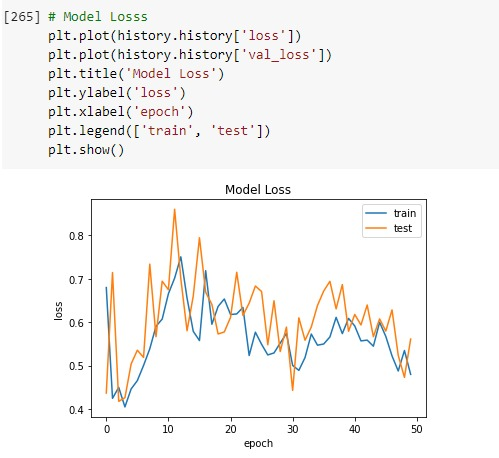 [265] # Model Losss
plt.plot(history.history['loss'])
plt.plot(history.history['val_loss'])
plt.title('Model Loss')
plt.ylabel('loss')
plt.xlabel('epoch')
plt.legend(['train', 'test'])
plt.show()
Model Loss
train
test
0.8
0.7
0.6
0.5
0.4
loss
0 10 20 30 40 50
epoch